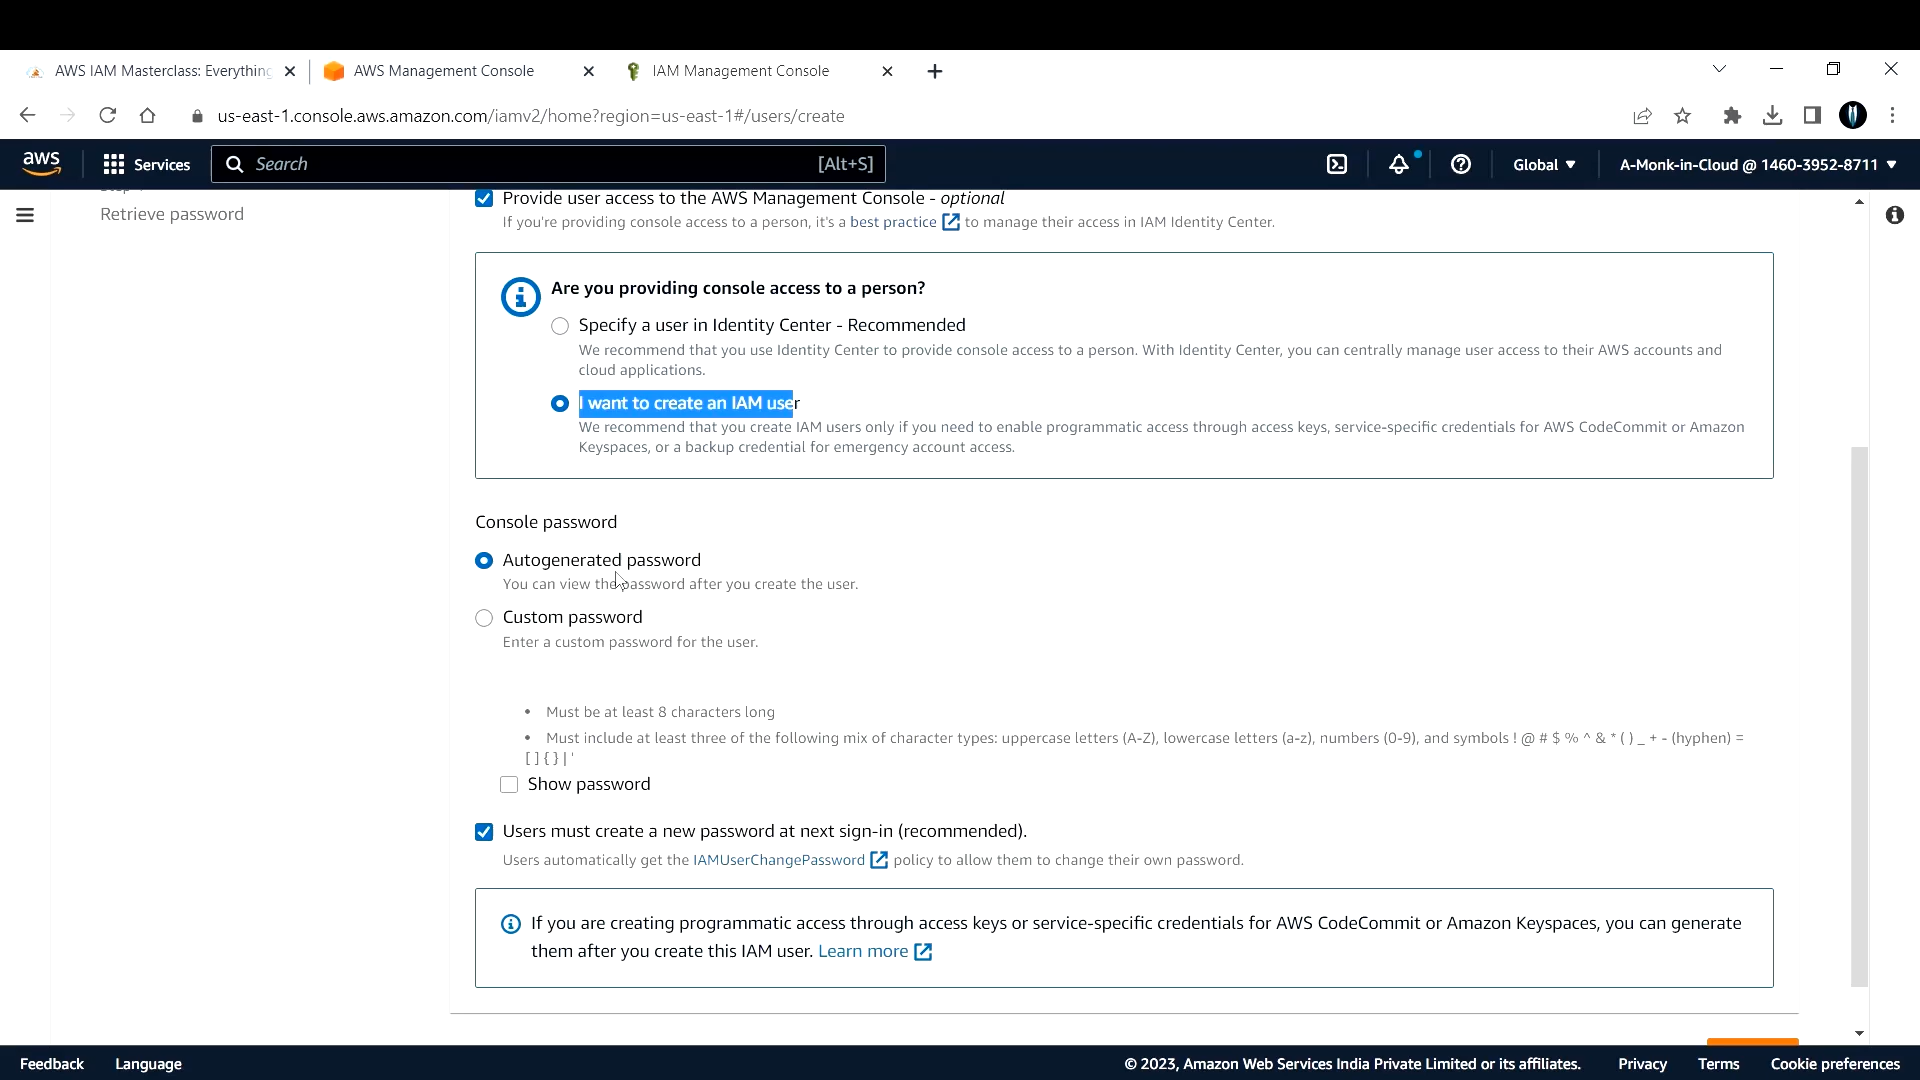 AWS IAM Masterclass: Everything
AWS Management Console
IAM Management Console
us-east-1.console.aws.amazon.com/iamv2/home?region=us-east-1#/users/create
aws
Services
Search
[Alt+S]
Global
A-Monk-in-Cloud @ 1460-3952-8711
Retrieve password
Provide user access to the AWS Management Console - optional
If you're providing console access to a person, it's a best practice to manage their access in IAM Identity Center.
Are you providing console access to a person?
Specify a user in Identity Center - Recommended
We recommend that you use Identity Center to provide console access to a person. With Identity Center, you can centrally manage user access to their AWS accounts and
cloud applications.
I want to create an IAM user
We recommend that you create IAM users only if you need to enable programmatic access through access keys, service-specific credentials for AWS CodeCommit or Amazon
Keyspaces, or a backup credential for emergency account access.
Console password
Autogenerated password
You can view the password after you create the user.
Custom password
Enter a custom password for the user.
• Must be at least 8 characters long
• Must include at least three of the following mix of character types: uppercase letters (A-Z), lowercase letters (a-z), numbers (0-9), and symbols ! @ # $ % ^ & * ( ) _ + - (hyphen) =
[ ] { } | '
Show password
Users must create a new password at next sign-in (recommended).
Users automatically get the IAMUserChangePassword policy to allow them to change their own password.
If you are creating programmatic access through access keys or service-specific credentials for AWS CodeCommit or Amazon Keyspaces, you can generate
them after you create this IAM user. Learn more
Feedback
Language
© 2023, Amazon Web Services India Private Limited or its affiliates.
Privacy
Terms
Cookie preferences